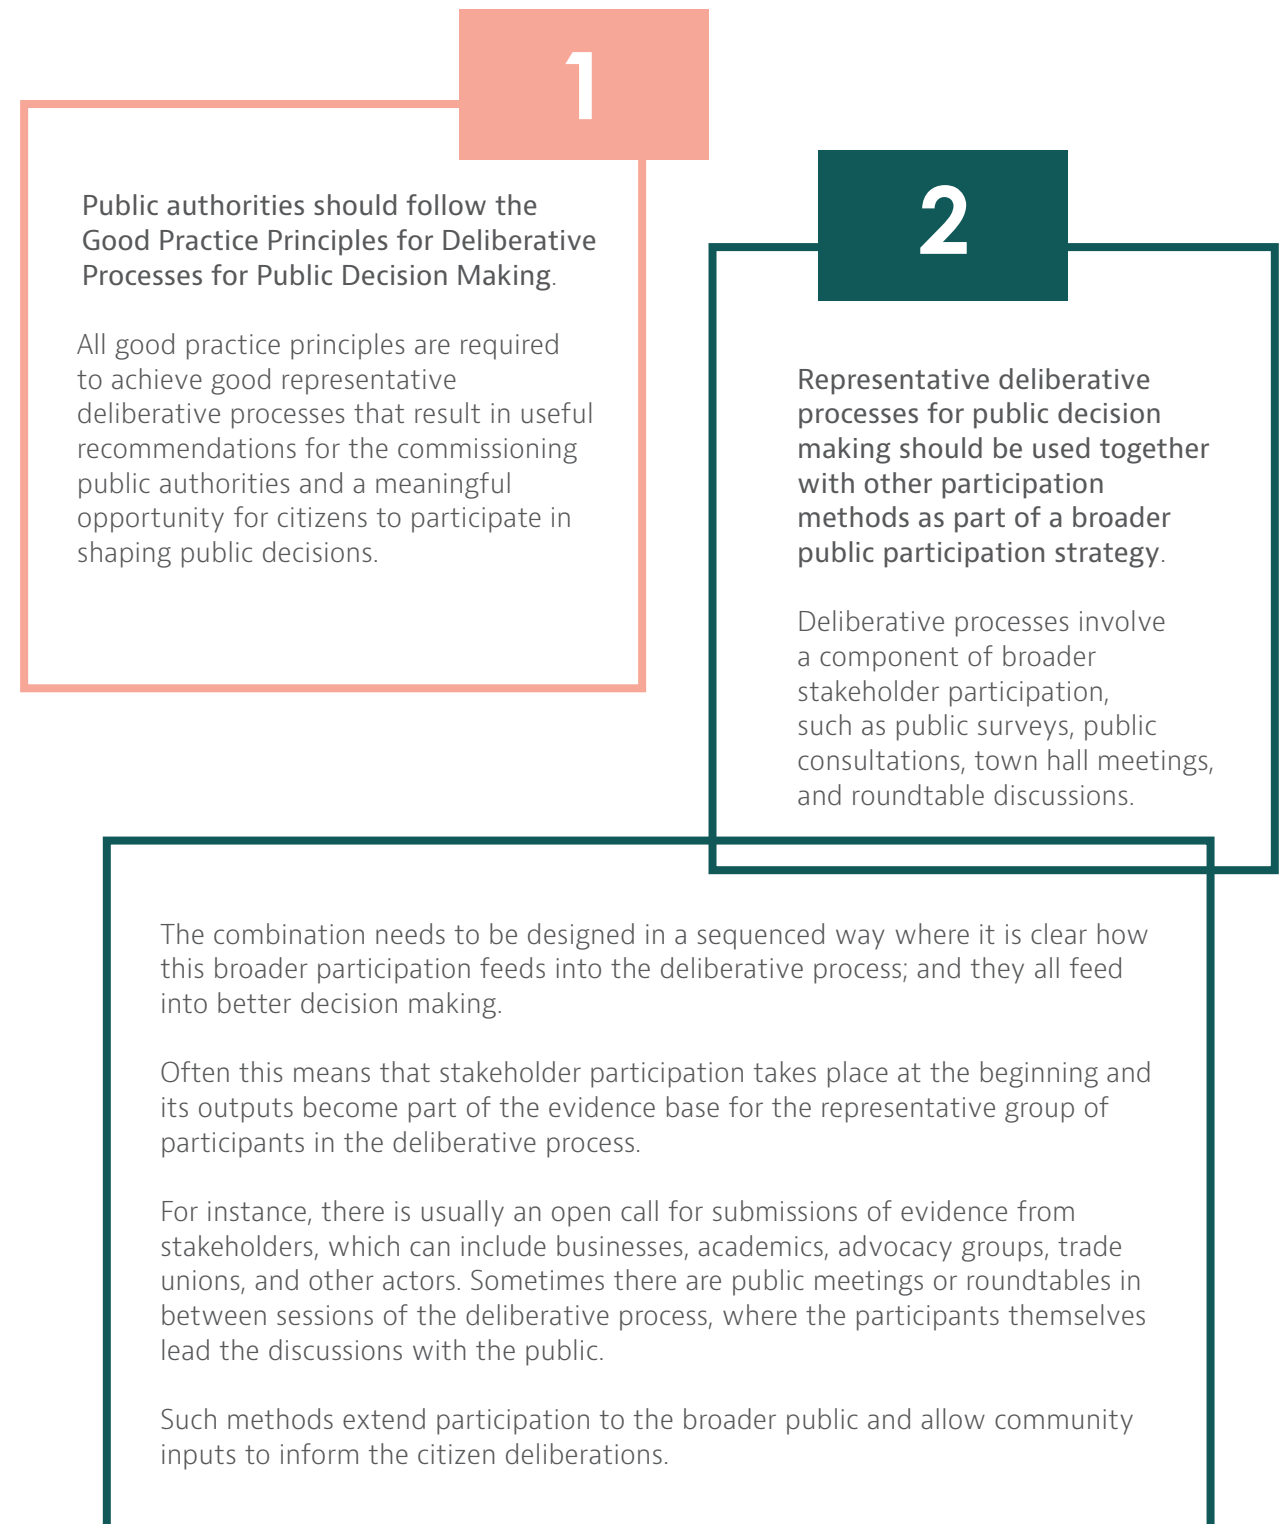 1
Public authorities should follow the
Good Practice Principles for Deliberative
Processes for Public Decision Making.
All good practice principles are required
to achieve good representative
deliberative processes that result in useful
recommendations for the commissioning
public authorities and a meaningful
opportunity for citizens to participate in
shaping public decisions.
2
Representative deliberative
processes for public decision
making should be used together
with other participation
methods as part of a broader
public participation strategy.
Deliberative processes involve
a component of broader
stakeholder participation,
such as public surveys, public
consultations, town hall meetings,
and roundtable discussions.
The combination needs to be designed in a sequenced way where it is clear how
this broader participation feeds into the deliberative process; and they all feed
into better decision making.
Often this means that stakeholder participation takes place at the beginning and
its outputs become part of the evidence base for the representative group of
participants in the deliberative process.
For instance, there is usually an open call for submissions of evidence from
stakeholders, which can include businesses, academics, advocacy groups, trade
unions, and other actors. Sometimes there are public meetings or roundtables in
between sessions of the deliberative process, where the participants themselves
lead the discussions with the public.
Such methods extend participation to the broader public and allow community
inputs to inform the citizen deliberations.